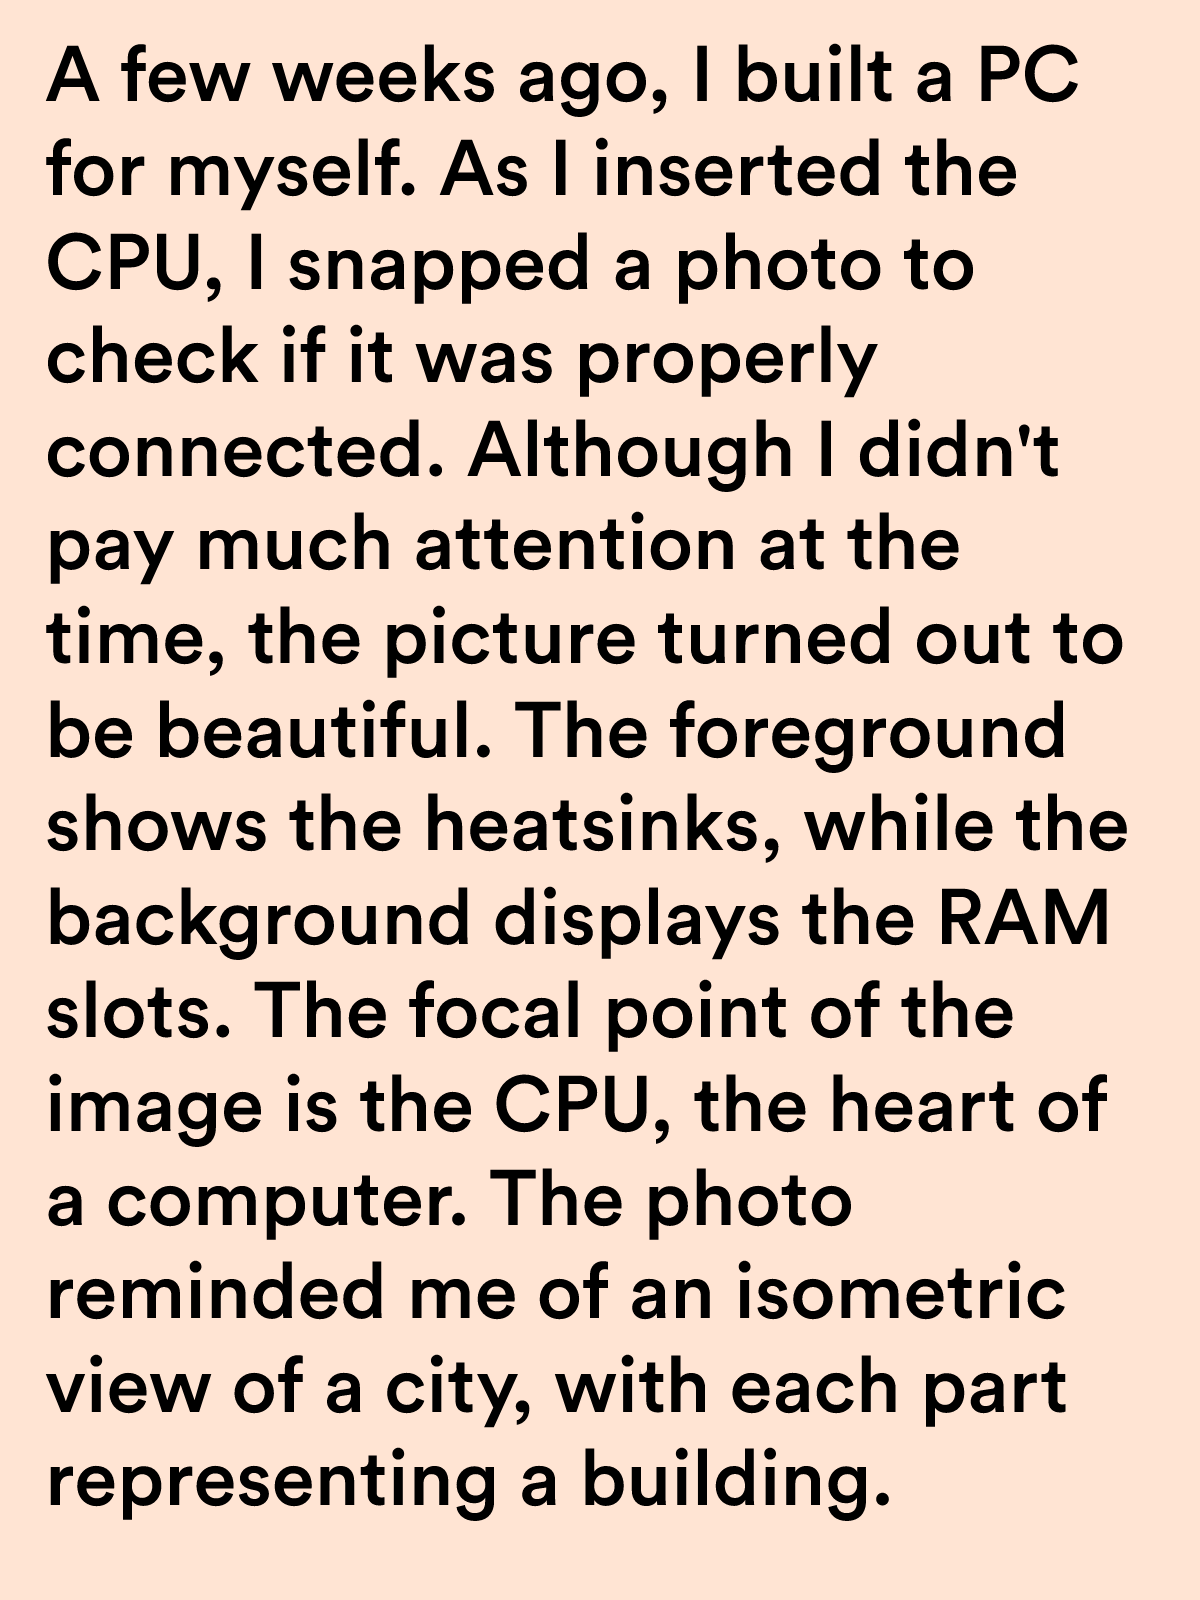 A few weeks ago, I built a PC
for myself. As I inserted the
CPU, I snapped a photo to
check if it was properly
connected. Although I didn't
pay much attention at the
time, the picture turned out to
be beautiful. The foreground
shows the heatsinks, while the
background displays the RAM
slots. The focal point of the
image is the CPU, the heart of
a computer. The photo
reminded me of an isometric
view of a city, with each part
representing a building.